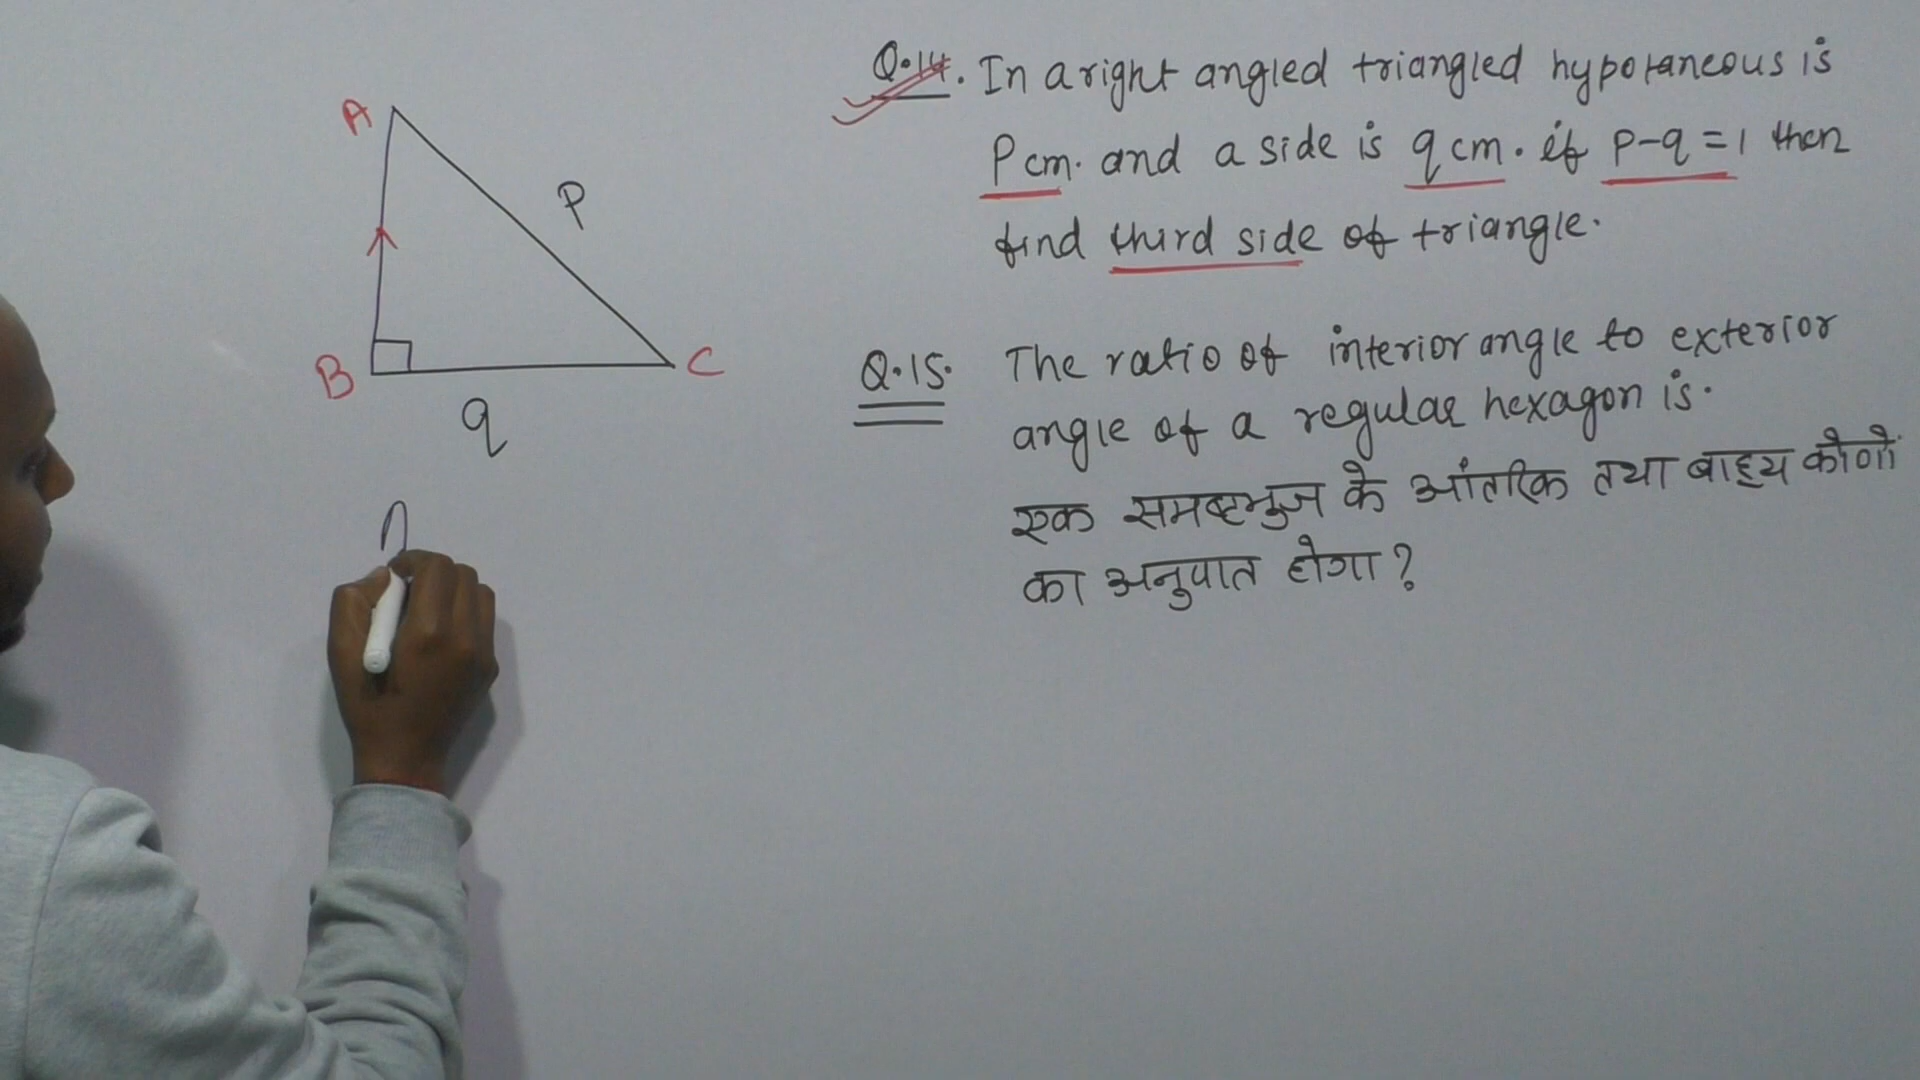 A
P
B
C
q
Q.14. In a right angled triangled hypotaneous is
P cm. and a side is q cm. if P-q=1 then
find third side of triangle.
Q.15. The ratio of interior angle to exterior
angle of a regular hexagon is.
एक समषट्भुज के आंतरिक तथा बाह्य कोणों
का अनुपात होगा?